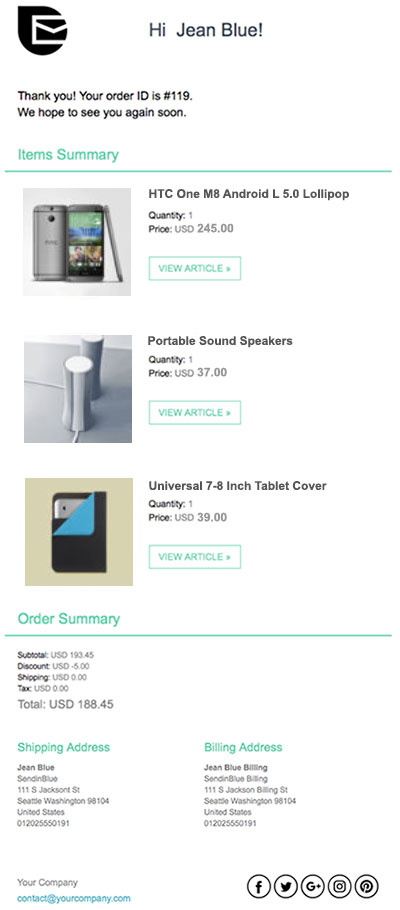 Hi Jean Blue!
Thank you! Your order ID is #119.
We hope to see you again soon.
Items Summary
HTC One M8 Android L 5.0 Lollipop
Quantity: 1
Price: USD 245.00
VIEW ARTICLE »
Portable Sound Speakers
Quantity: 1
Price: USD 37.00
VIEW ARTICLE »
Universal 7-8 Inch Tablet Cover
Quantity: 1
Price: USD 39.00
VIEW ARTICLE »
Order Summary
Subtotal: USD 193.45
Discount: USD -5.00
Shipping: USD 0.00
Tax: USD 0.00
Total: USD 188.45
Shipping Address
Jean Blue
SendinBlue
111 S Jacksont St
Seattle Washington 98104
United States
012025550191
Billing Address
Jean Blue Billing
SendinBlue Billing
111 S Jackson Billing St
Seattle Washington 98104
United States
012025550191
Your Company
contact@yourcompany.com